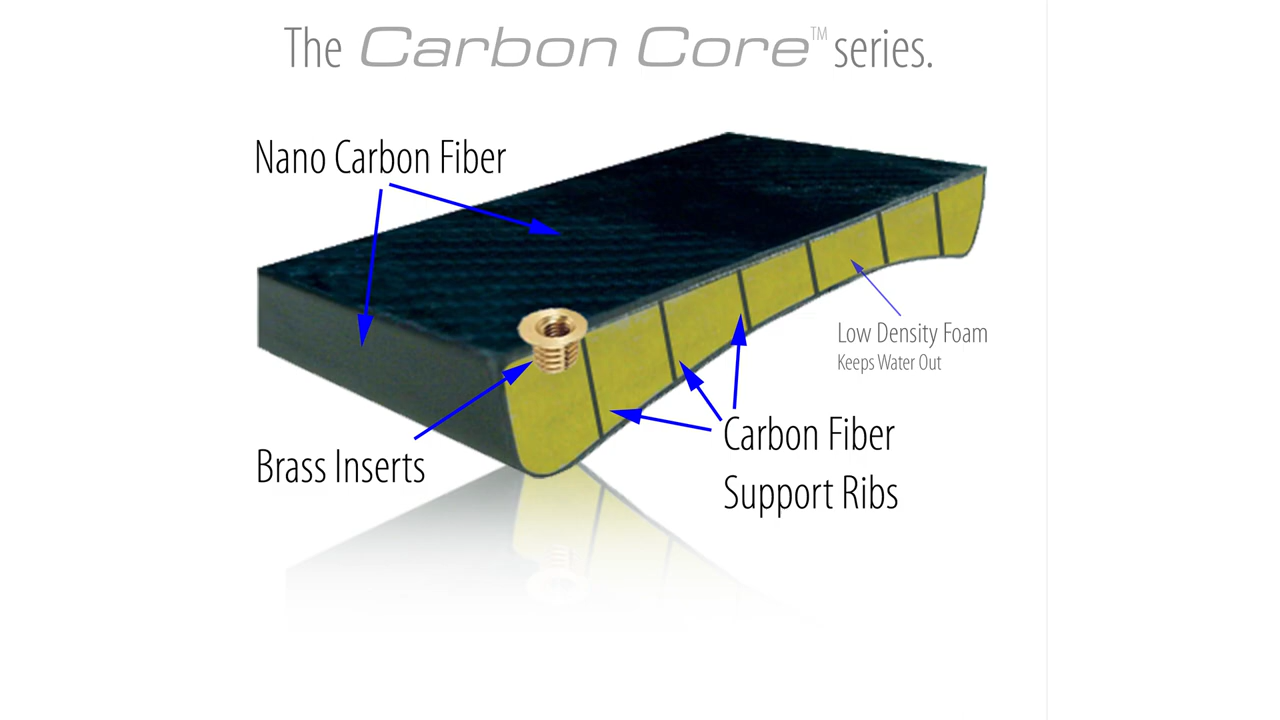 The Carbon Core™ series.
Nano Carbon Fiber
Low Density Foam
Keeps Water Out
Brass Inserts
Carbon Fiber
Support Ribs